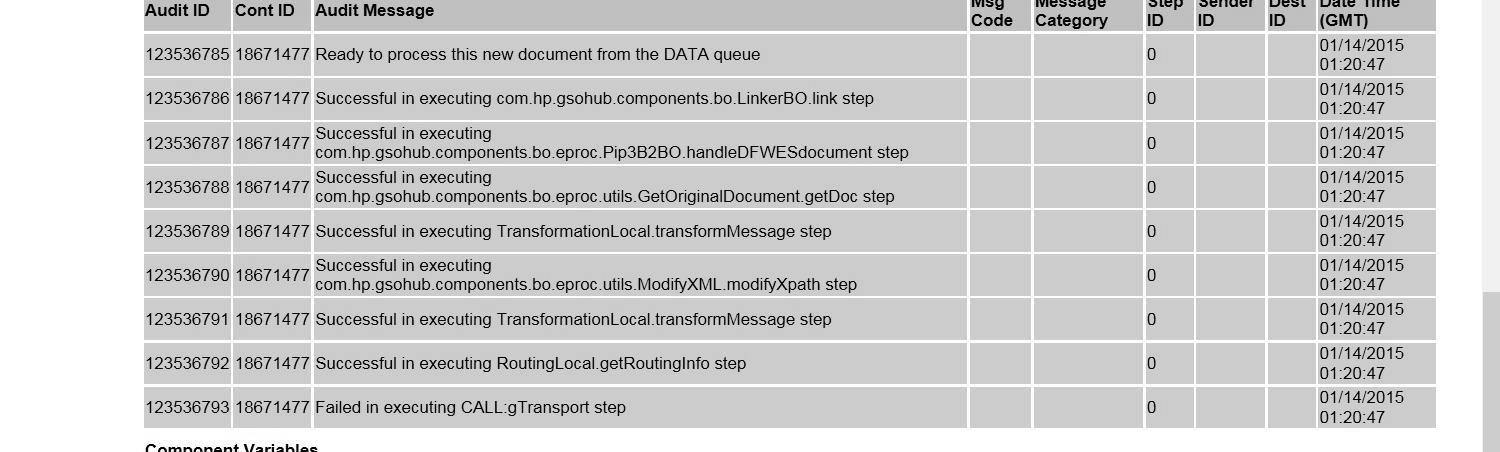 Audit ID Cont ID Audit Message Msg Code Message Category Step ID Sender ID Dest ID Date Time (GMT)
123536785 18671477 Ready to process this new document from the DATA queue 0 01/14/2015 01:20:47
123536786 18671477 Successful in executing com.hp.gsohub.components.bo.LinkerBO.link step 0 01/14/2015 01:20:47
123536787 18671477 Successful in executing com.hp.gsohub.components.bo.eproc.Pip3B2BO.handleDFWESdocument step 0 01/14/2015 01:20:47
123536788 18671477 Successful in executing com.hp.gsohub.components.bo.eproc.utils.GetOriginalDocument.getDoc step 0 01/14/2015 01:20:47
123536789 18671477 Successful in executing TransformationLocal.transformMessage step 0 01/14/2015 01:20:47
123536790 18671477 Successful in executing com.hp.gsohub.components.bo.eproc.utils.ModifyXML.modifyXpath step 0 01/14/2015 01:20:47
123536791 18671477 Successful in executing TransformationLocal.transformMessage step 0 01/14/2015 01:20:47
123536792 18671477 Successful in executing RoutingLocal.getRoutingInfo step 0 01/14/2015 01:20:47
123536793 18671477 Failed in executing CALL:gTransport step 0 01/14/2015 01:20:47
Component Variables